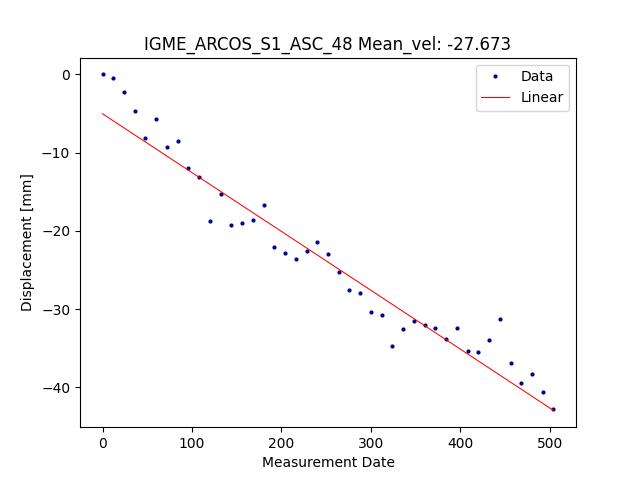 IGME_ARCOS_S1_ASC_48 Mean_vel: -27.673
Data
Linear
Displacement [mm]
0
−10
−20
−30
−40
0 100 200 300 400 500
Measurement Date